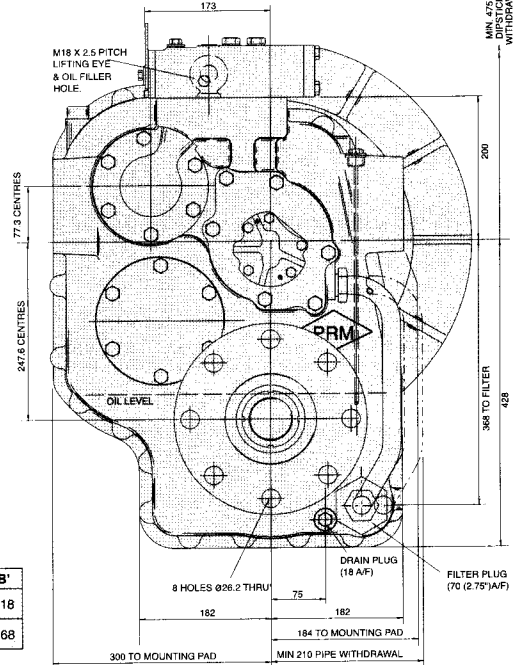 173
MIN. 475
DIPSTICK
WITHDRAW
M18 X 2.5 PITCH
LIFTING EYE
& OIL FILLER
HOLE.
200
77 3 CENTRES
247.6 CENTRES
PRM
OIL LEVEL
368 TO FILTER
428
B'
18
68
8 HOLES Ø26.2 THRU'
DRAIN PLUG
(18 A/F)
FILTER PLUG
(70 (2.75")A/F)
75
182
182
184 TO MOUNTING PAD
300 TO MOUNTING PAD
MIN 210 PIPE WITHDRAWAL